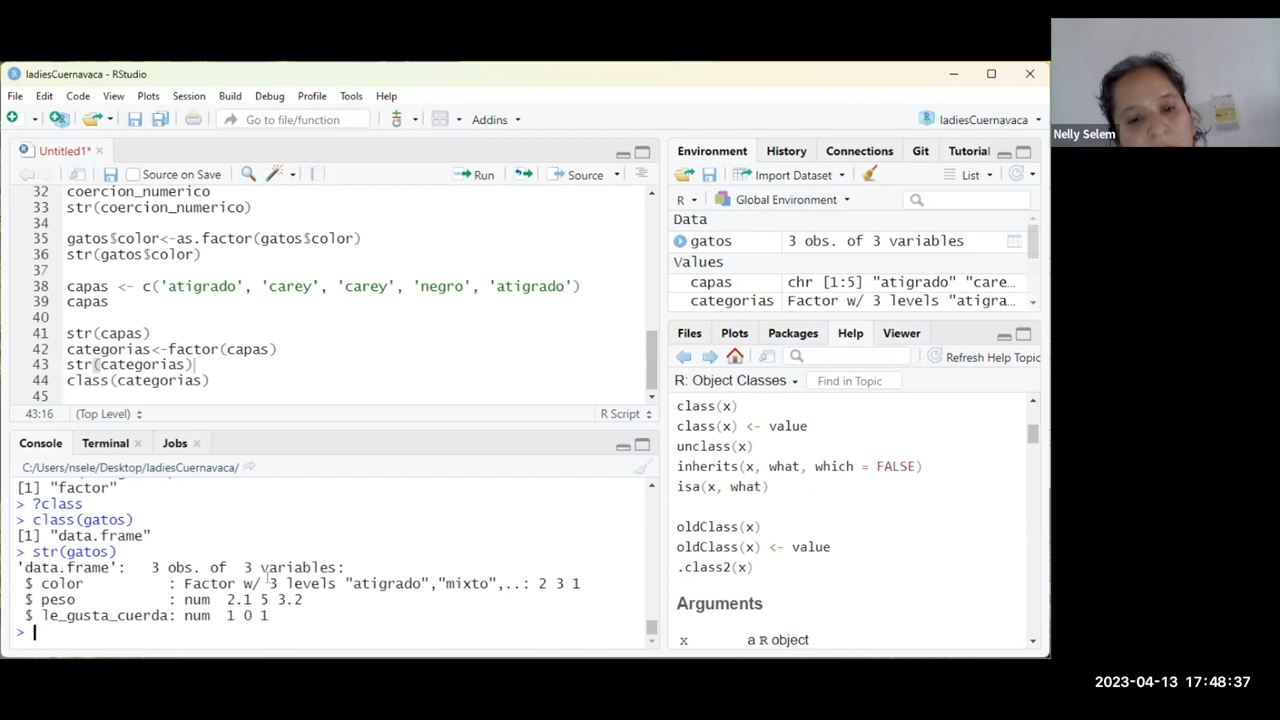 ladiesCuernavaca - RStudio
File Edit Code View Plots Session Build Debug Profile Tools Help
Go to file/function Addins ladiesCuernavaca
Untitled1*
Source on Save Run Source
32 coercion_numerico
33 str(coercion_numerico)
34
35 gatos$color<-as.factor(gatos$color)
36 str(gatos$color)
37
38 capas <- c('atigrado', 'carey', 'carey', 'negro', 'atigrado')
39 capas
40
41 str(capas)
42 categorias<-factor(capas)
43 str(categorias)
44 class(categorias)
45
43:16 (Top Level) R Script
Console Terminal Jobs
C:/Users/nsele/Desktop/ladiesCuernavaca/
[1] "factor"
> ?class
> class(gatos)
[1] "data.frame"
> str(gatos)
'data.frame': 3 obs. of 3 variables:
$ color : Factor w/ 3 levels "atigrado","mixto",..: 2 3 1
$ peso : num 2.1 5 3.2
$ le_gusta_cuerda: num 1 0 1
>
Environment History Connections Git Tutorial
Import Dataset List
R Global Environment
Data
gatos 3 obs. of 3 variables
Values
capas chr [1:5] "atigrado" "care…
categorias Factor w/ 3 levels "atigra…
Files Plots Packages Help Viewer
Refresh Help Topic
R: Object Classes Find in Topic
class(x)
class(x) <- value
unclass(x)
inherits(x, what, which = FALSE)
isa(x, what)
oldClass(x)
oldClass(x) <- value
.class2(x)
Arguments
x a R object
Nelly Selem
2023-04-13 17:48:37